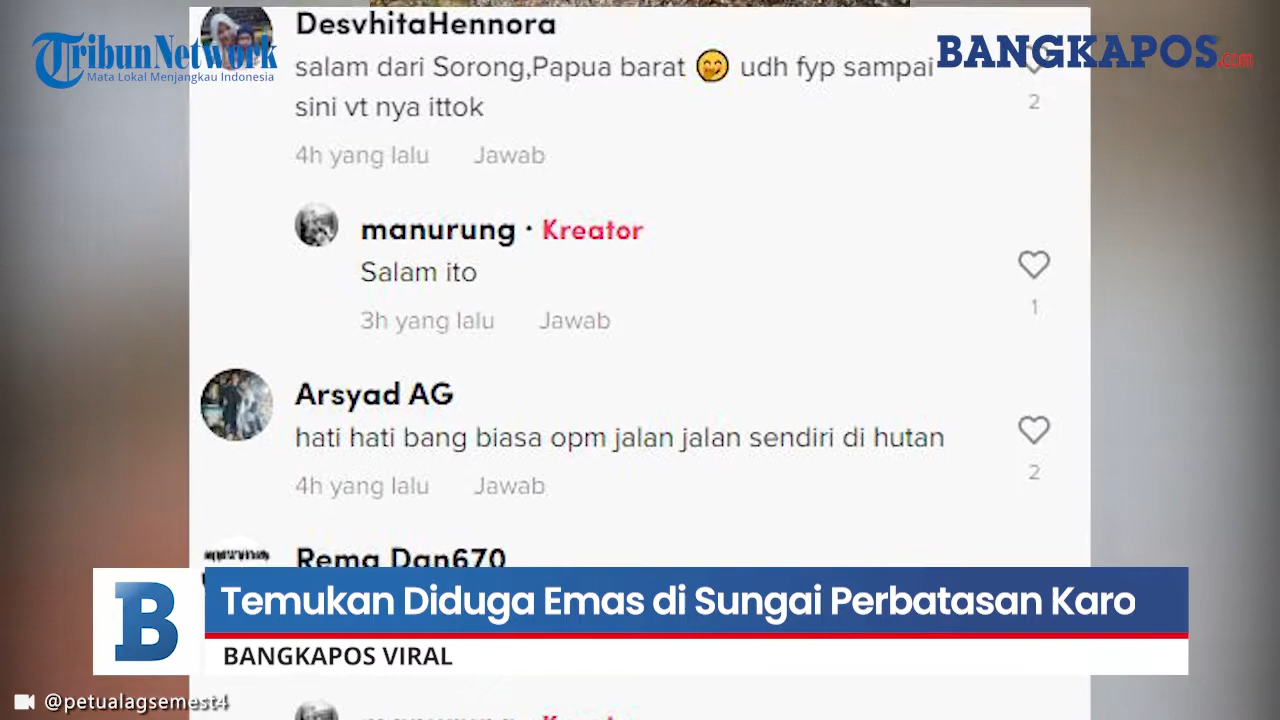 DesvhitaHennora
TribunNetwork
Mata Lokal Menjangkau Indonesia
BANGKAPOS.com
salam dari Sorong,Papua barat 🤭 udh fyp sampai
sini vt nya ittok
2
4h yang lalu Jawab
manurung · Kreator
Salam ito
1
3h yang lalu Jawab
Arsyad AG
hati hati bang biasa opm jalan jalan sendiri di hutan
2
4h yang lalu Jawab
Rema Dan670
B
Temukan Diduga Emas di Sungai Perbatasan Karo
BANGKAPOS VIRAL
@petualagsemest4
manurung · Kreator